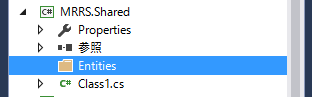 C# MRRS.Shared
Properties
参照
Entities
C# Class1.cs